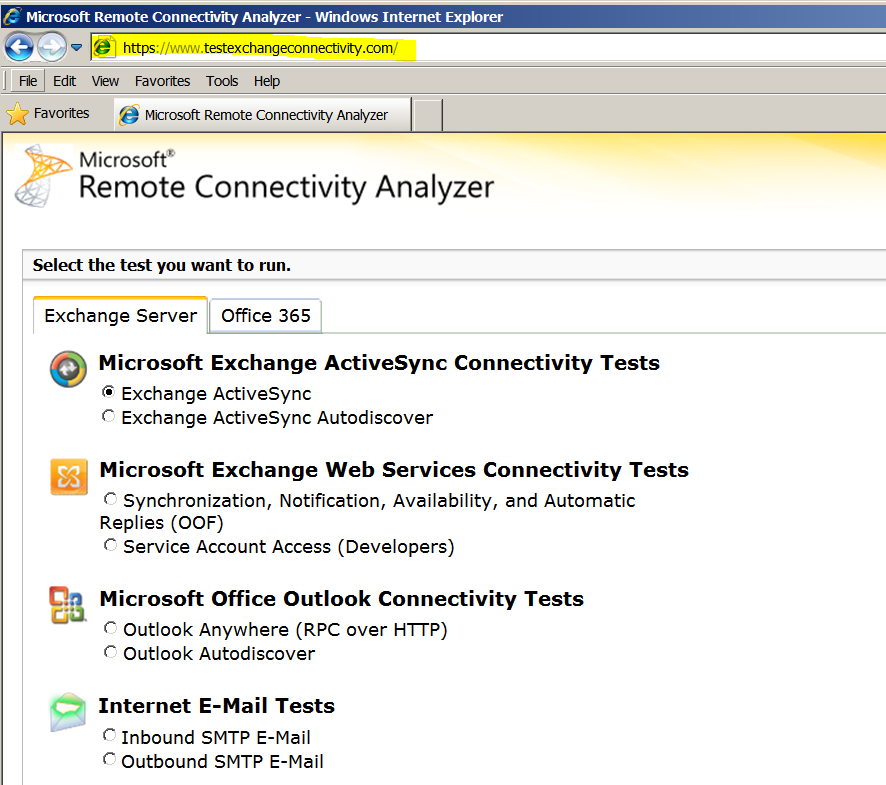 Microsoft Remote Connectivity Analyzer - Windows Internet Explorer
https://www.testexchangeconnectivity.com/
File Edit View Favorites Tools Help
Favorites Microsoft Remote Connectivity Analyzer
Microsoft®
Remote Connectivity Analyzer
Select the test you want to run.
Exchange Server Office 365
Microsoft Exchange ActiveSync Connectivity Tests
Exchange ActiveSync
Exchange ActiveSync Autodiscover
Microsoft Exchange Web Services Connectivity Tests
Synchronization, Notification, Availability, and Automatic
Replies (OOF)
Service Account Access (Developers)
Microsoft Office Outlook Connectivity Tests
Outlook Anywhere (RPC over HTTP)
Outlook Autodiscover
Internet E-Mail Tests
Inbound SMTP E-Mail
Outbound SMTP E-Mail